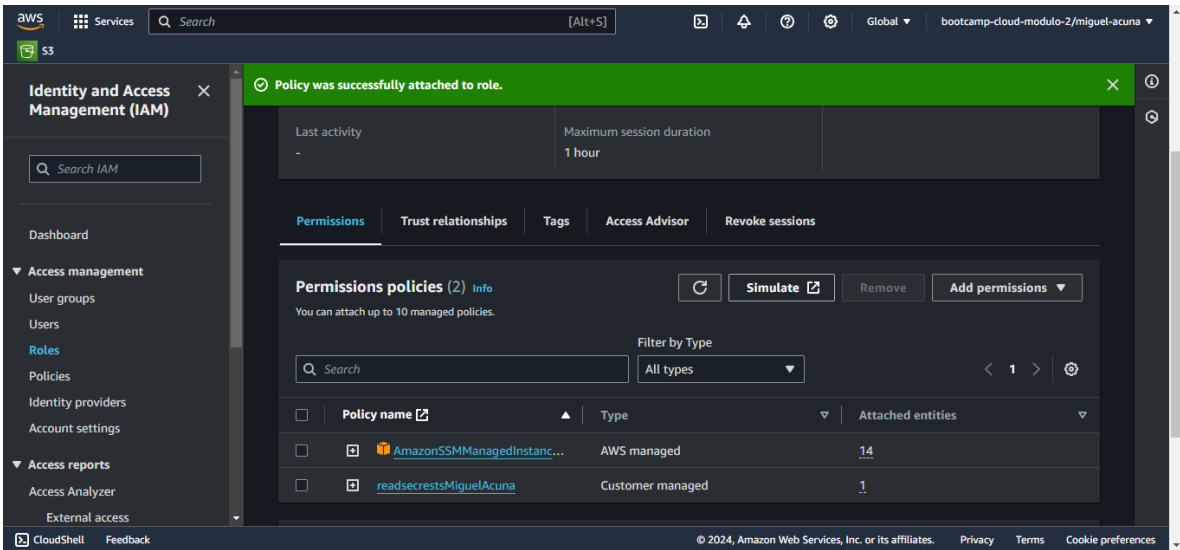 aws Services Search [Alt+S] Global bootcamp-cloud-modulo-2/miguel-acuna
S3
Identity and Access Management (IAM)
Search IAM
Dashboard
Access management
User groups
Users
Roles
Policies
Identity providers
Account settings
Access reports
Access Analyzer
External access
Policy was successfully attached to role.
Last activity
-
Maximum session duration
1 hour
Permissions Trust relationships Tags Access Advisor Revoke sessions
Permissions policies (2) Info
Simulate Remove Add permissions
You can attach up to 10 managed policies.
Filter by Type
Search All types 1
Policy name Type Attached entities
AmazonSSMManagedInstanc... AWS managed 14
readsecrestsMiguelAcuna Customer managed 1
CloudShell Feedback © 2024, Amazon Web Services, Inc. or its affiliates. Privacy Terms Cookie preferences